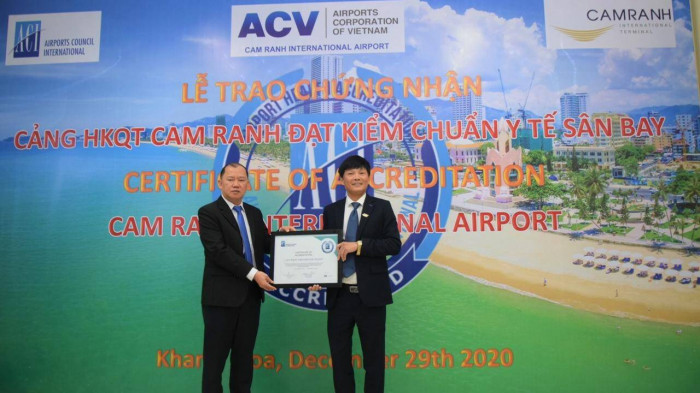 ACI AIRPORTS COUNCIL
INTERNATIONAL
ACV AIRPORTS
CORPORATION
OF VIETNAM
CAM RANH INTERNATIONAL AIRPORT
CAMRANH
INTERNATIONAL
TERMINAL
LỄ TRAO CHỨNG NHẬN
CẢNG HKQT CAM RANH ĐẠT KIỂM CHUẨN Y TẾ SÂN BAY
CERTIFICATE OF ACCREDITATION
CAM RANH INTERNATIONAL AIRPORT
Khanh Hoa, December 29th 2020